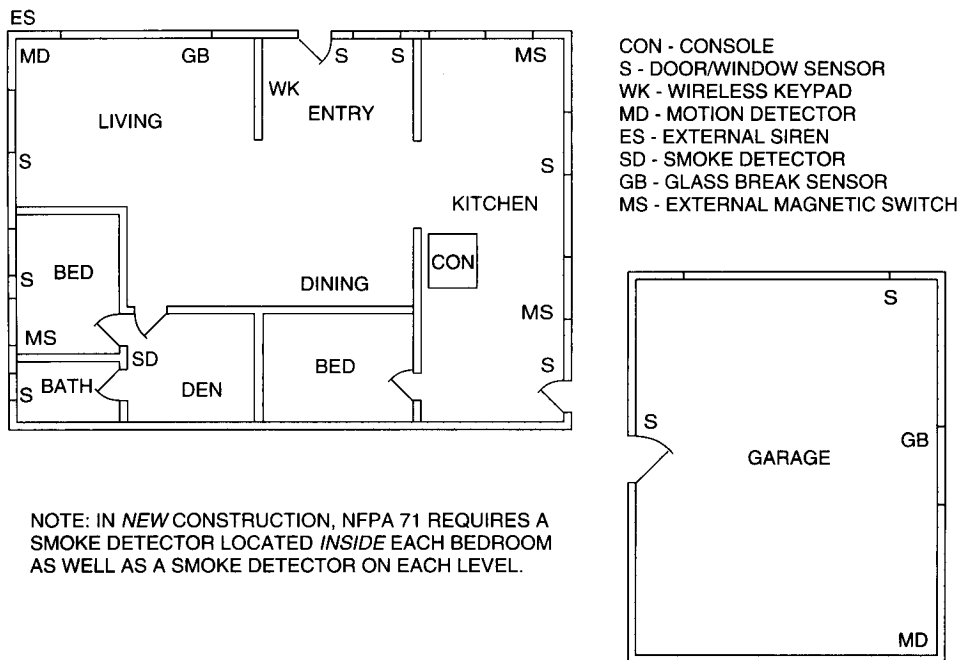 ES
MD GB S S MS
WK
LIVING ENTRY
S S
KITCHEN
BED CON
S DINING
MS
MS
SD BED S
BATH DEN
S
CON - CONSOLE
S - DOOR/WINDOW SENSOR
WK - WIRELESS KEYPAD
MD - MOTION DETECTOR
ES - EXTERNAL SIREN
SD - SMOKE DETECTOR
GB - GLASS BREAK SENSOR
MS - EXTERNAL MAGNETIC SWITCH
S
S
GB
GARAGE
MD
NOTE: IN NEW CONSTRUCTION, NFPA 71 REQUIRES A
SMOKE DETECTOR LOCATED INSIDE EACH BEDROOM
AS WELL AS A SMOKE DETECTOR ON EACH LEVEL.